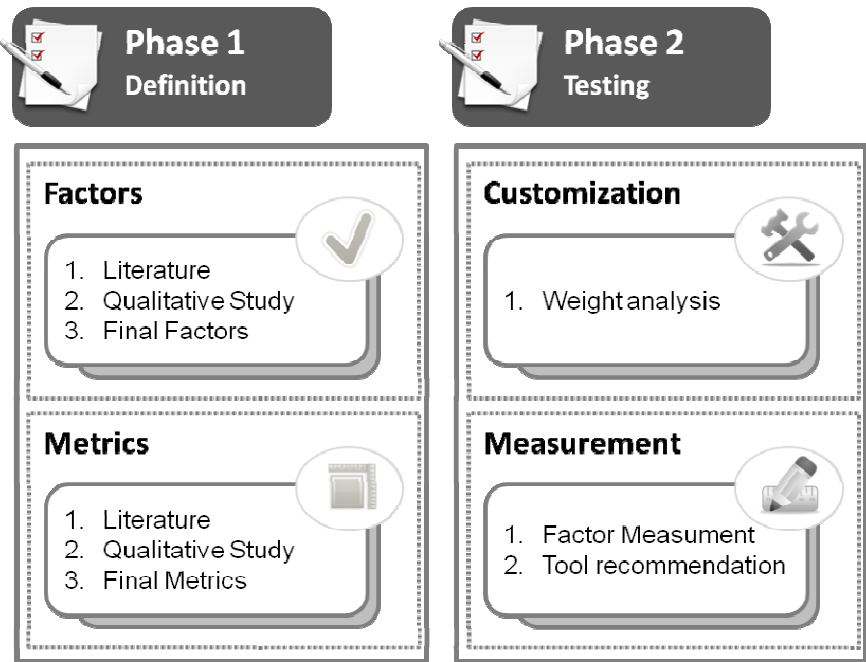 Phase 1
Definition
Factors
1. Literature
2. Qualitative Study
3. Final Factors
Metrics
1. Literature
2. Qualitative Study
3. Final Metrics
Phase 2
Testing
Customization
1. Weight analysis
Measurement
1. Factor Measument
2. Tool recommendation